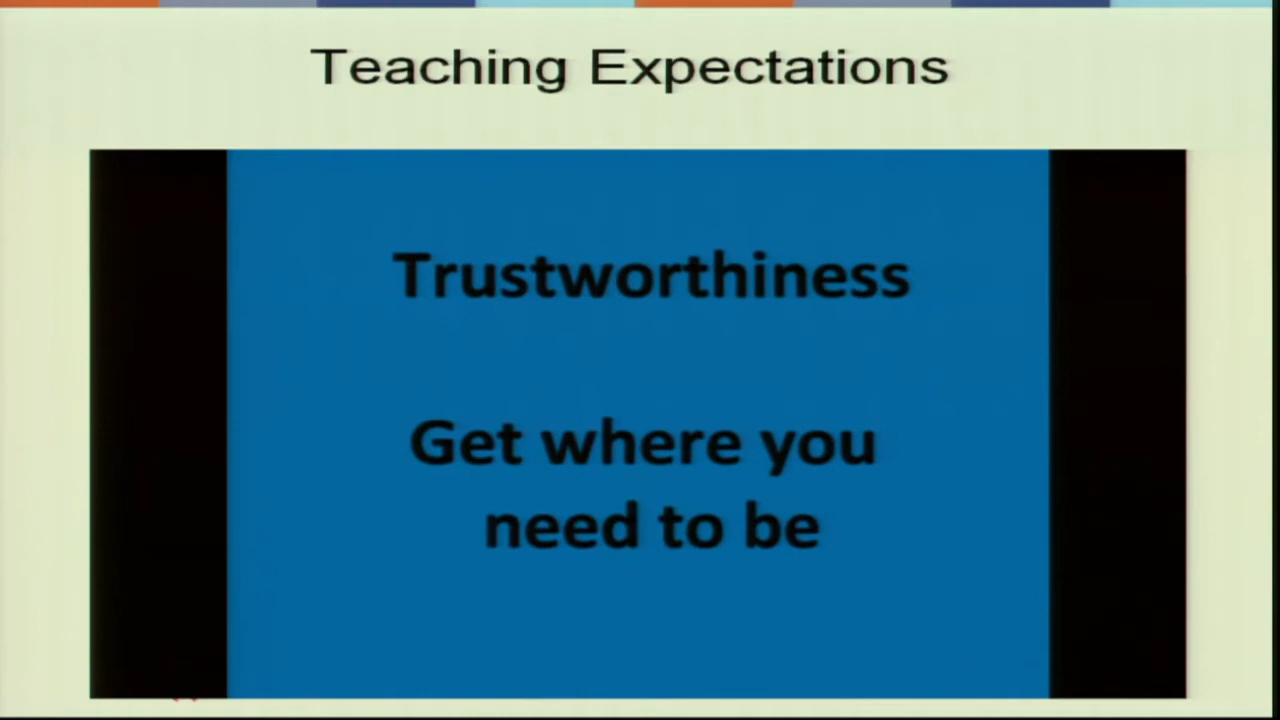 Teaching Expectations
Trustworthiness
Get where you
need to be